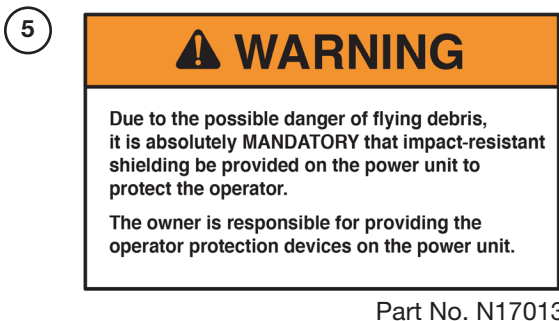 5
WARNING
Due to the possible danger of flying debris,
it is absolutely MANDATORY that impact-resistant
shielding be provided on the power unit to
protect the operator.
The owner is responsible for providing the
operator protection devices on the power unit.
Part No. N17013